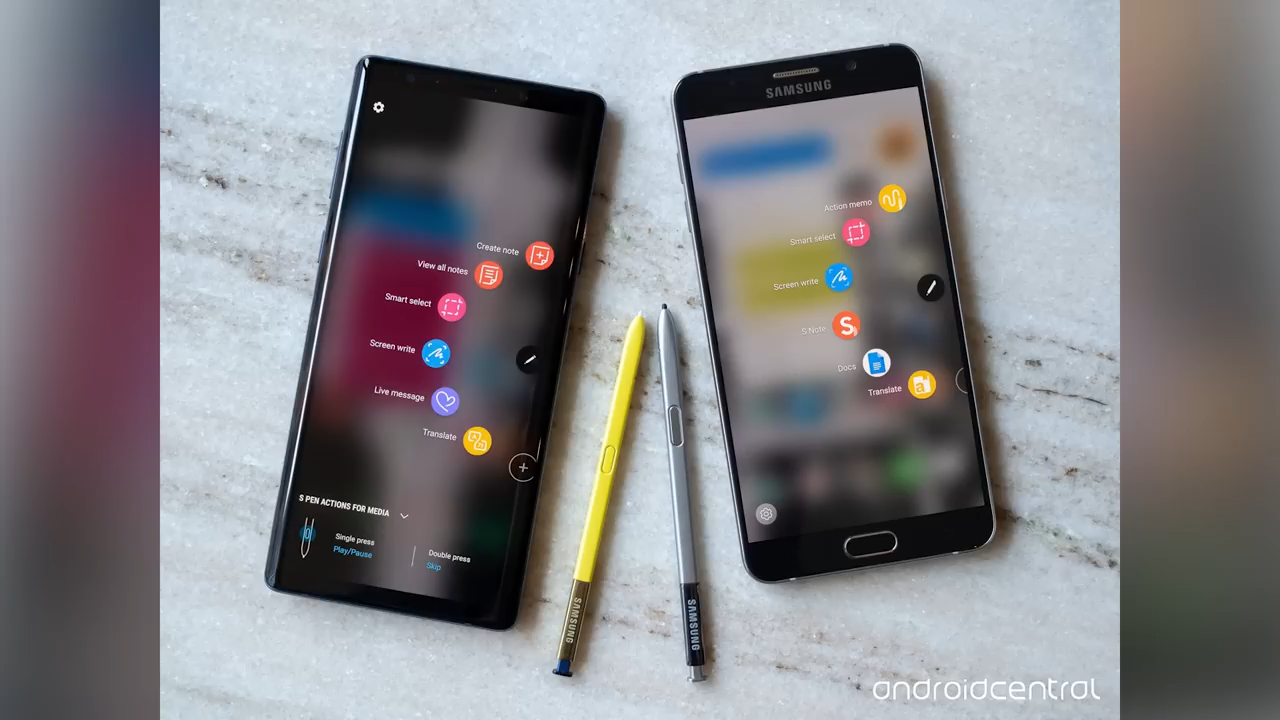 Create note
View all notes
Smart select
Screen write
Live message
Translate
S PEN ACTIONS FOR MEDIA
Single press
Play/Pause
Double press
Skip
SAMSUNG
SAMSUNG
SAMSUNG
Action memo
Smart select
Screen write
S Note
Docs
Translate
androidcentral